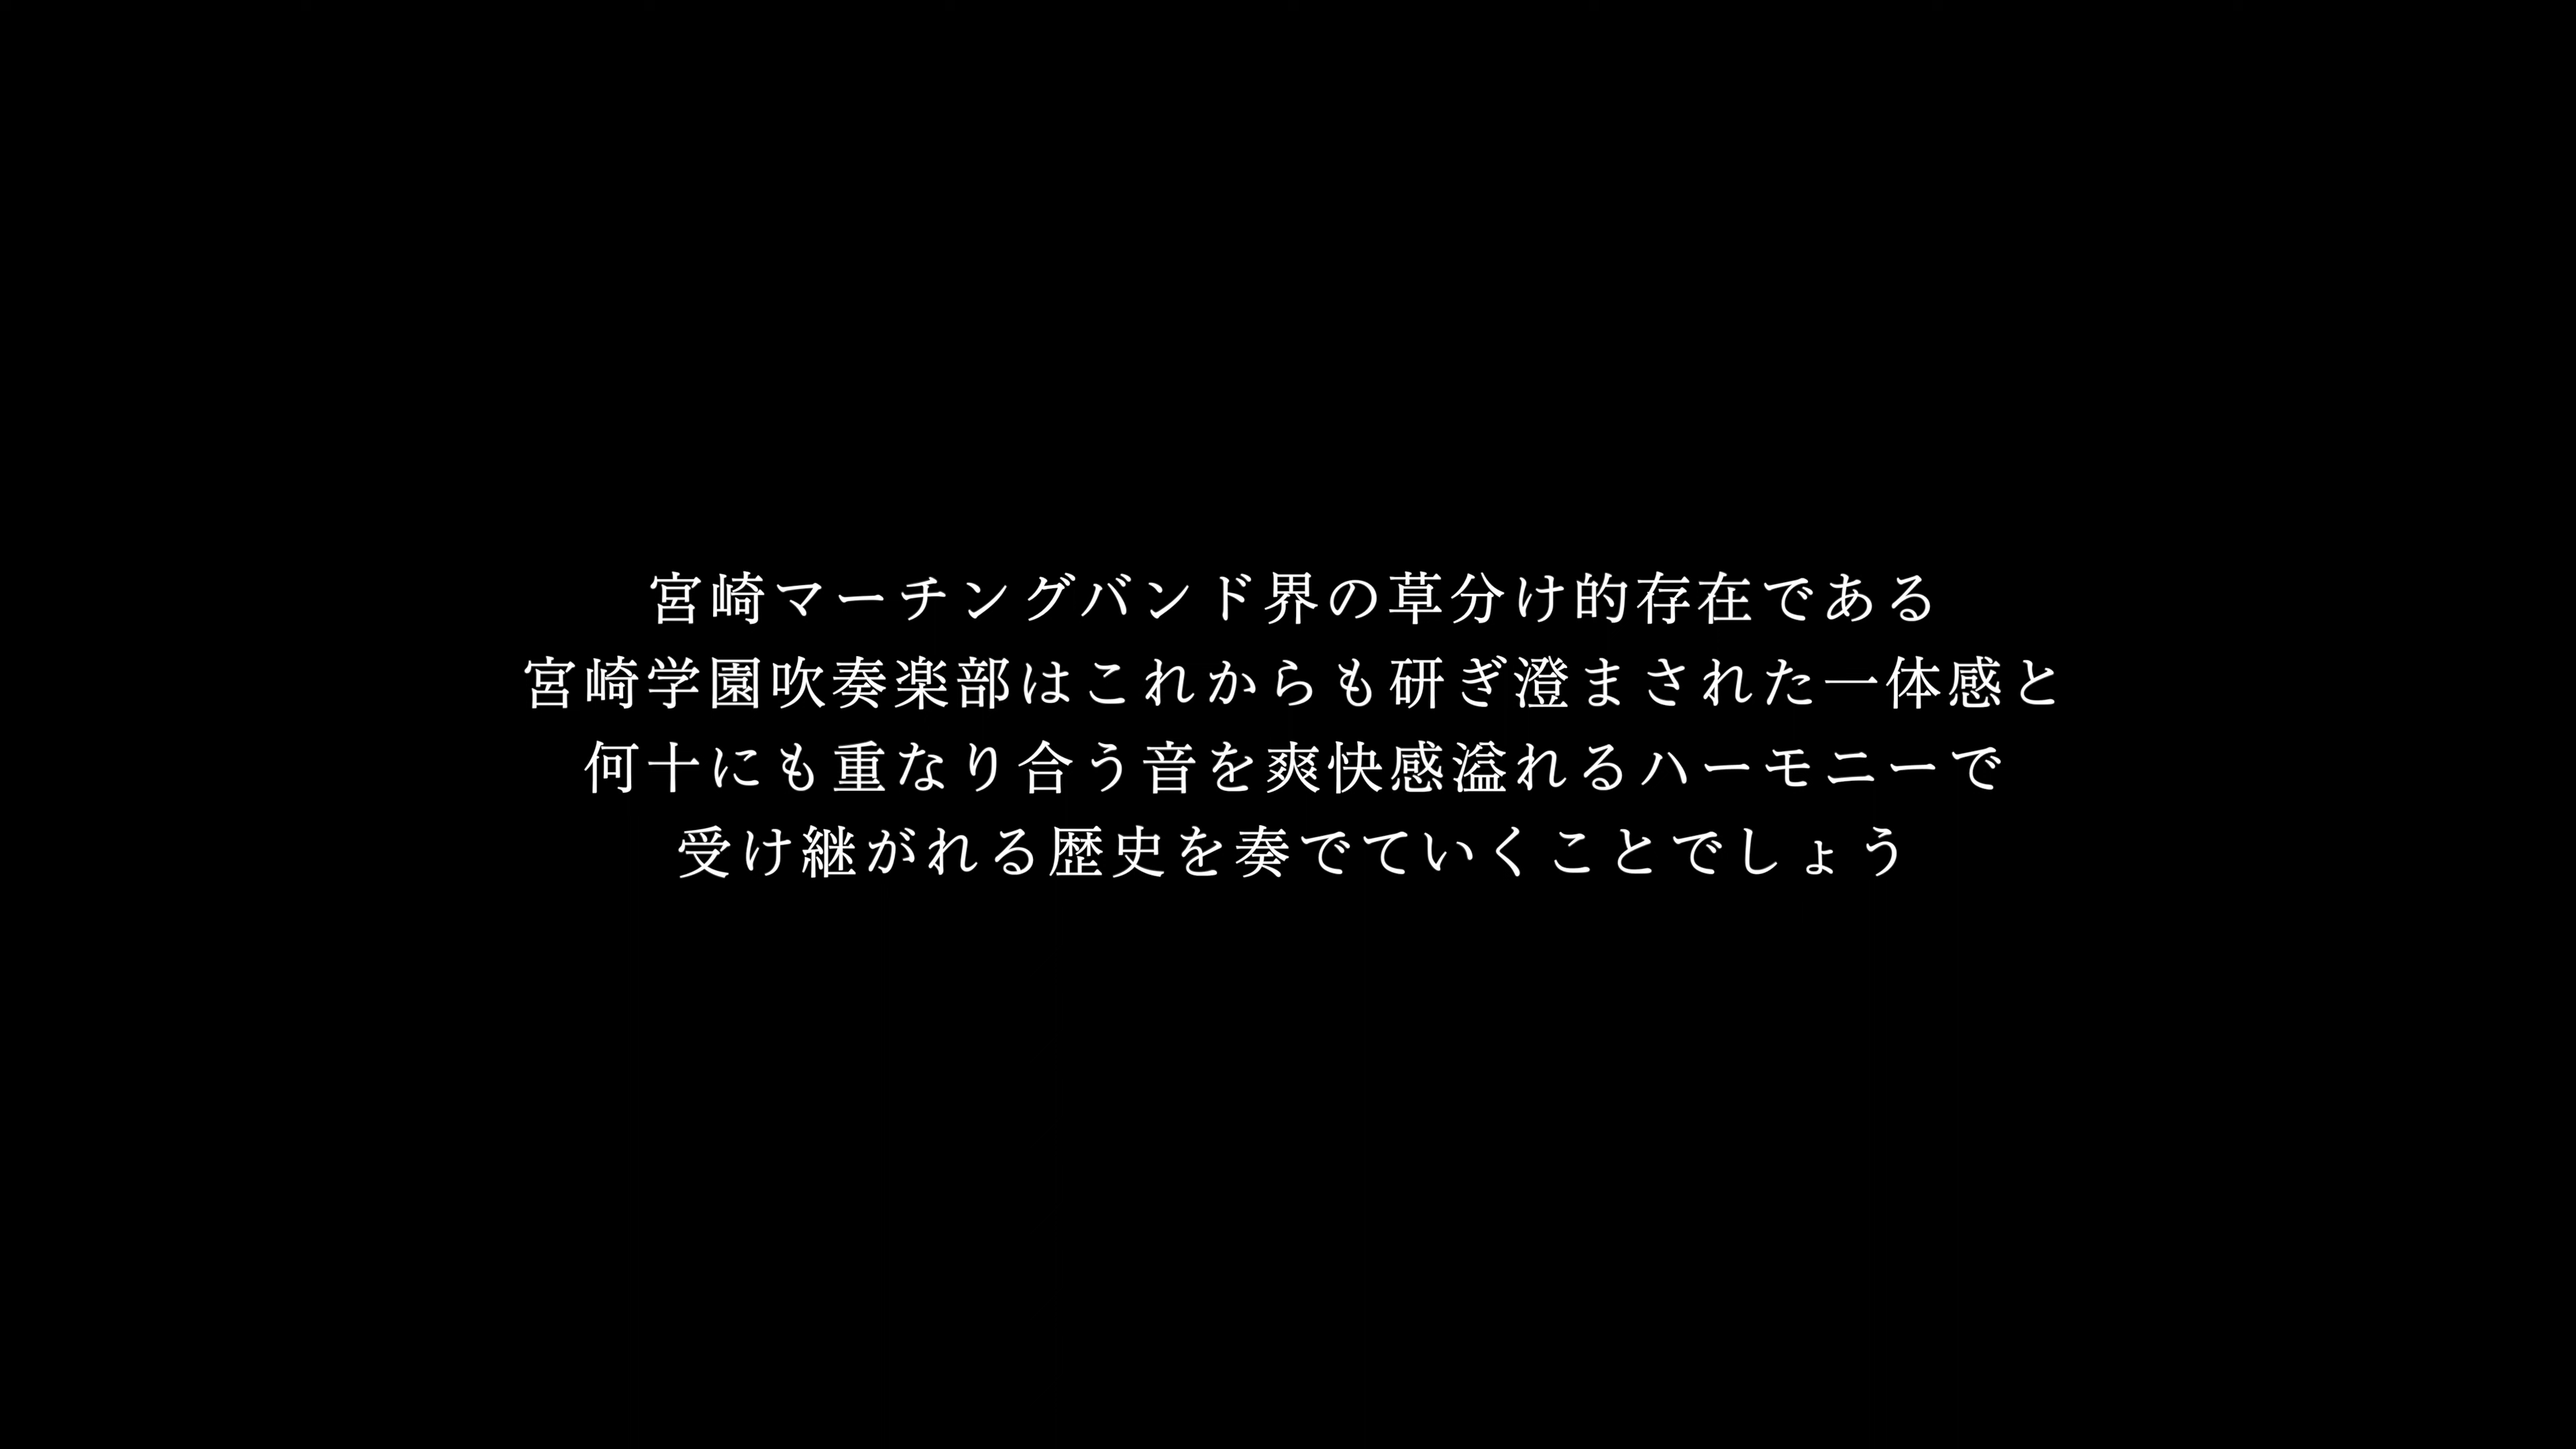 宮崎マーチングバンド界の草分け的存在である
宮崎学園吹奏楽部はこれからも研ぎ澄まされた一体感と
何十にも重なり合う音を爽快感溢れるハーモニーで
受け継がれる歴史を奏でていくことでしょう